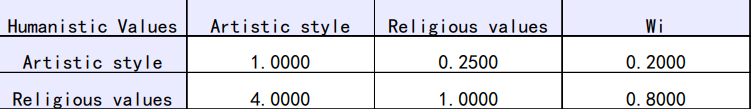 Humanistic Values Artistic style Religious values Wi
Artistic style 1.0000 0.2500 0.2000
Religious values 4.0000 1.0000 0.8000